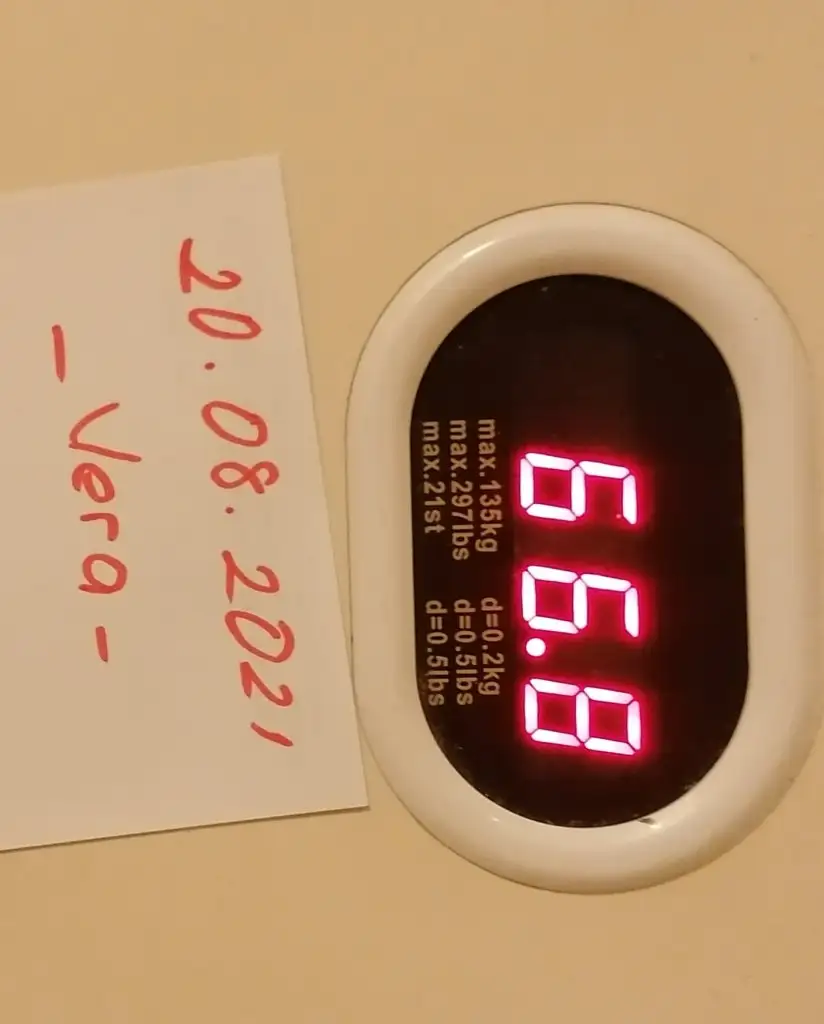 20.08.2021
- Vera -
66.8
max.135kg d=0.2kg
max.297lbs d=0.5lbs
max.21st d=0.5lbs